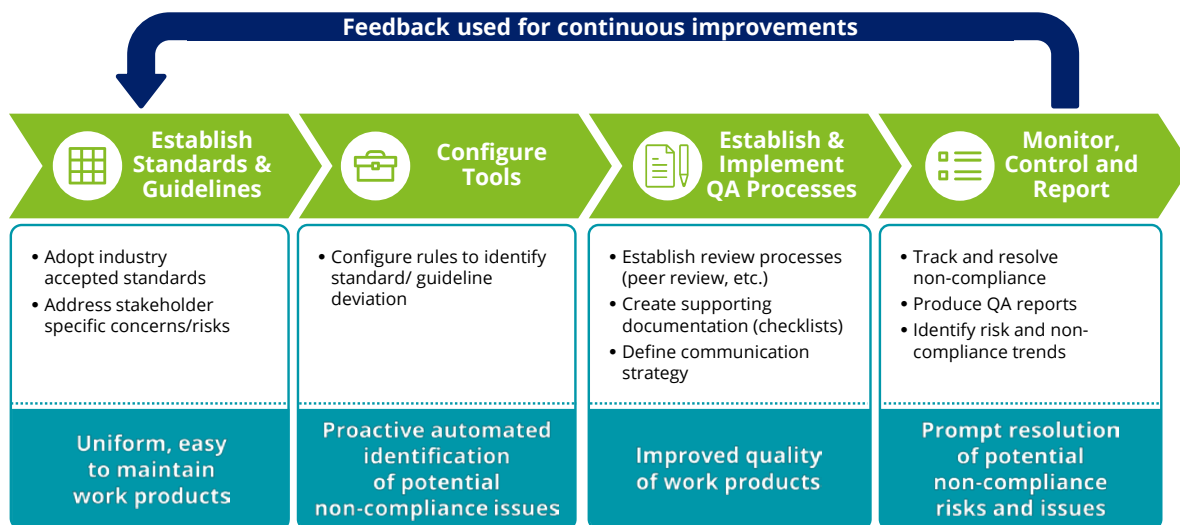 Feedback used for continuous improvements
Establish
Standards &
Guidelines
Configure
Tools
Establish &
Implement
QA Processes
Monitor,
Control and
Report
• Adopt industry
accepted standards
• Address stakeholder
specific concerns/risks
• Configure rules to identify
standard/ guideline
deviation
• Establish review processes
(peer review, etc.)
• Create supporting
documentation (checklists)
• Define communication
strategy
• Track and resolve
non-compliance
• Produce QA reports
• Identify risk and non-
compliance trends
Uniform, easy
to maintain
work products
Proactive automated
identification
of potential
non-compliance issues
Improved quality
of work products
Prompt resolution
of potential
non-compliance
risks and issues